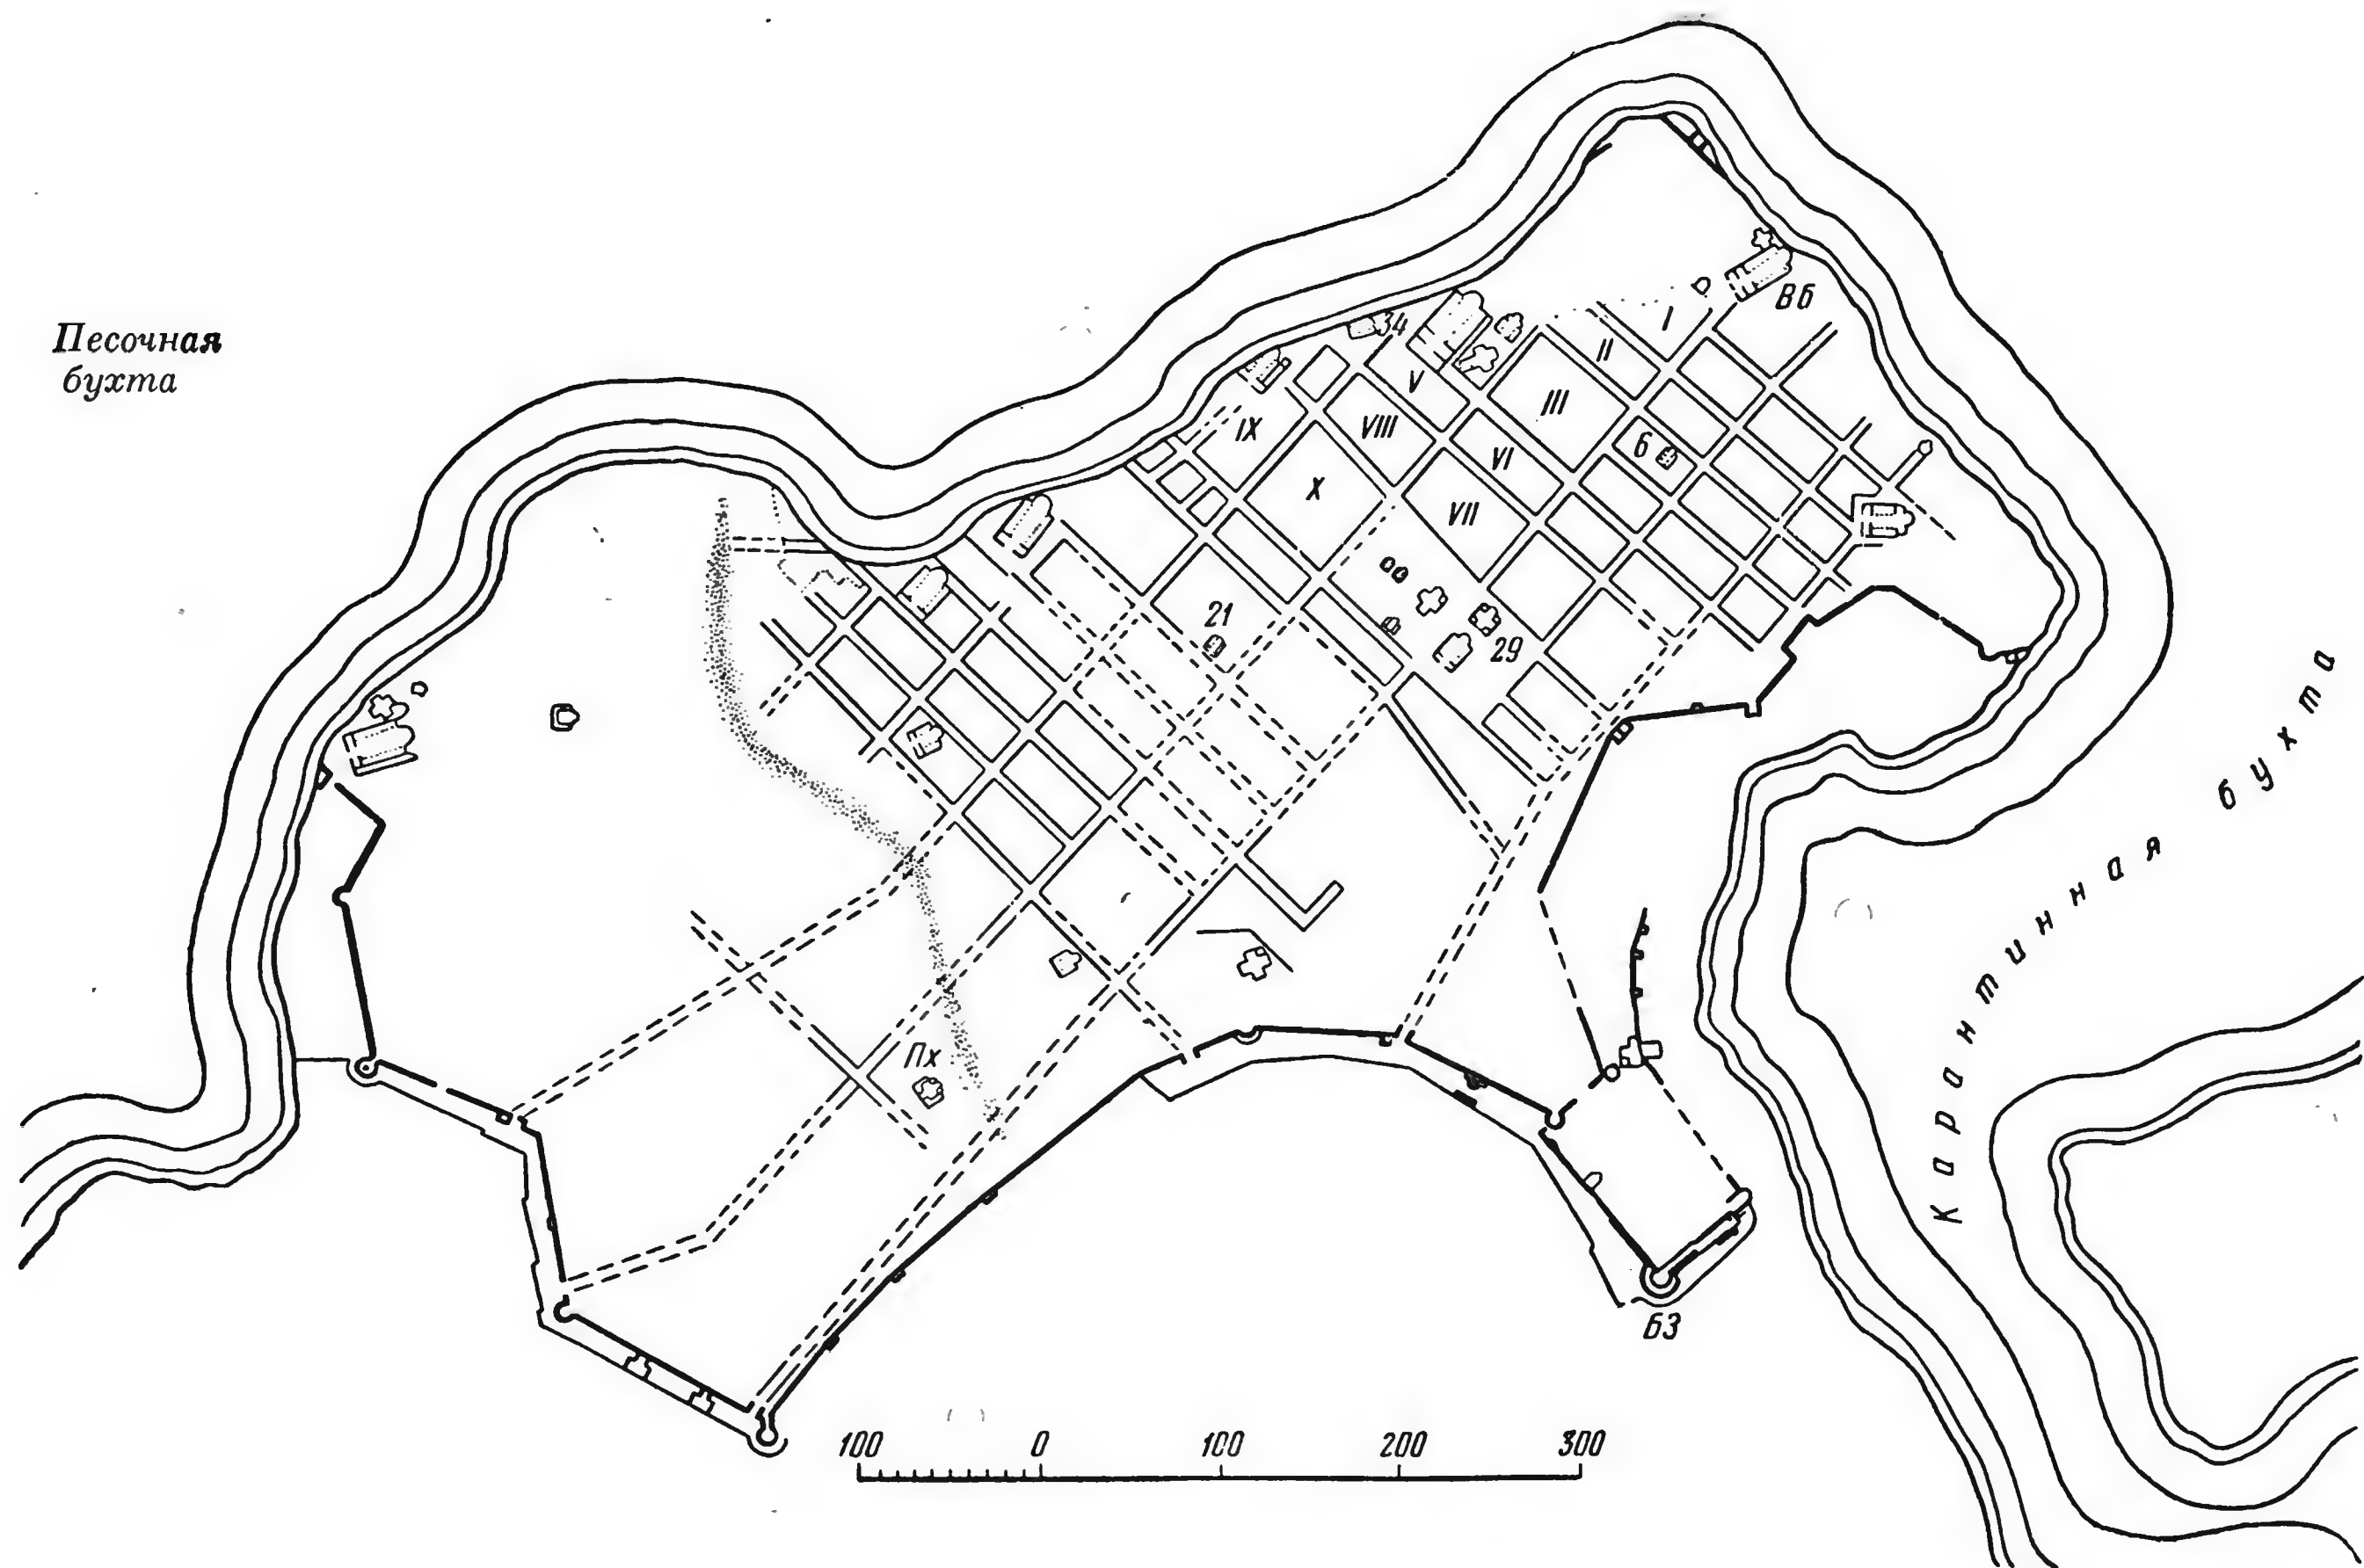 Песочная
бухта
Вб
I
34
II
V
III
IX
VIII
6
VI
X
VII
21
29
Карантинная бухта
Пх
БЗ
100 0 100 200 300